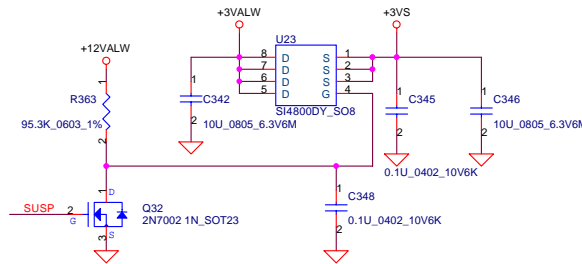 +3VALW
+3VS
+12VALW
U23
8 D S 1
7 D S 2
6 D S 3
5 D G 4
SI4800DY_SO8
1
C342
2
10U_0805_6.3V6M
1
C345
2
0.1U_0402_10V6K
1
C346
2
10U_0805_6.3V6M
1
R363
95.3K_0603_1%
2
1
C348
0.1U_0402_10V6K
2
SUSP
1 D
2 G
3 S
Q32
2N7002 1N_SOT23